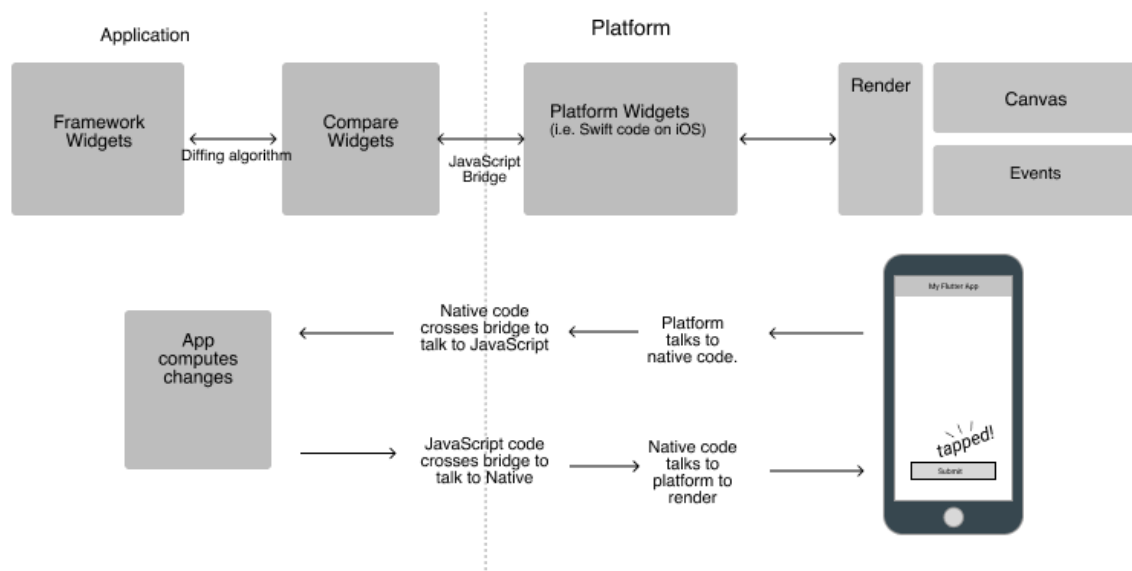 Application
Platform
Framework
Widgets
Diffing algorithm
Compare
Widgets
JavaScript
Bridge
Platform Widgets
(i.e. Swift code on iOS)
Render
Canvas
Events
App
computes
changes
Native code
crosses bridge to
talk to JavaScript
Platform
talks to
native code.
JavaScript code
crosses bridge to
talk to Native
Native code
talks to
platform to
render
My Flutter App
tapped!
Submit